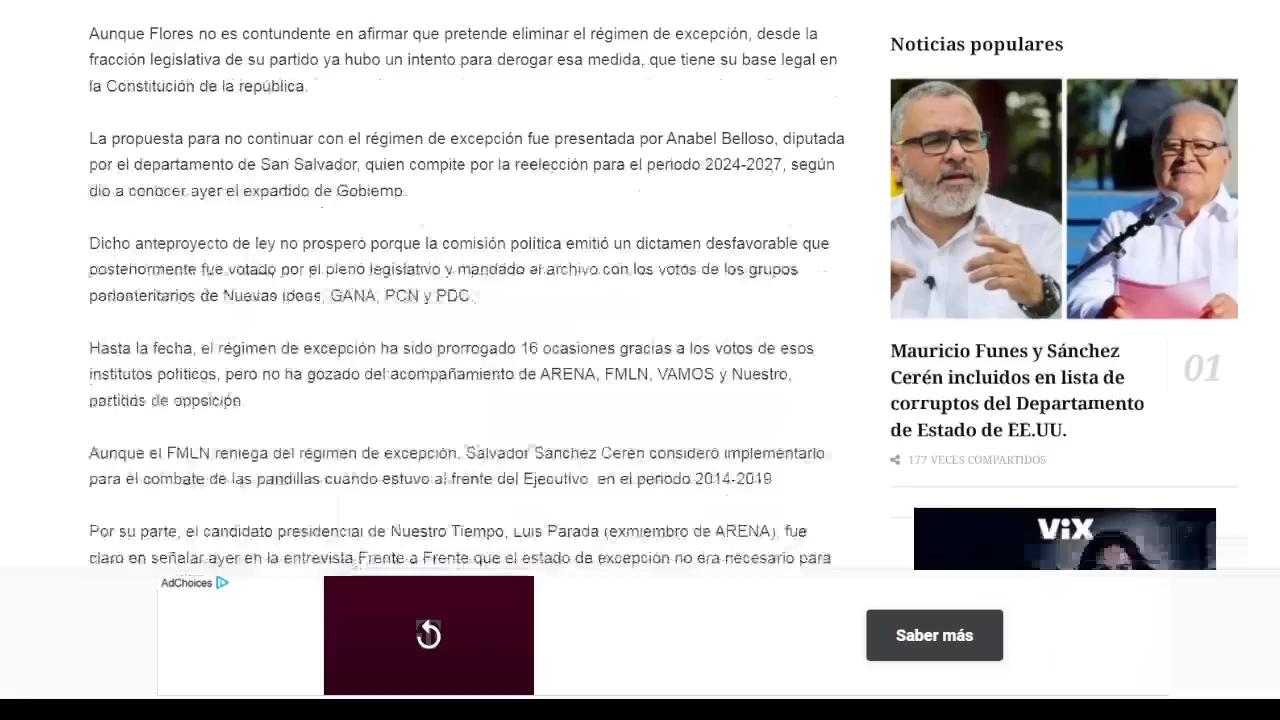 Aunque Flores no es contundente en afirmar que pretende eliminar el régimen de excepción, desde la
fracción legislativa de su partido ya hubo un intento para derogar esa medida, que tiene su base legal en
la Constitución de la república.
La propuesta para no continuar con el régimen de excepción fue presentada por Anabel Belloso, diputada
por el departamento de San Salvador, quien compite por la reelección para el periodo 2024-2027, según
dio a conocer ayer el expartido de Gobierno.
Dicho anteproyecto de ley no prosperó porque la comisión política emitió un dictamen desfavorable que
posteriormente fue votado por el pleno legislativo y mandado al archivo con los votos de los grupos
parlamentarios de Nuevas Ideas, GANA, PCN y PDC.
Hasta la fecha, el régimen de excepción ha sido prorrogado 16 ocasiones gracias a los votos de esos
institutos políticos, pero no ha gozado del acompañamiento de ARENA, FMLN, VAMOS y Nuestro,
partidos de oposición.
Aunque el FMLN reniega del régimen de excepción, Salvador Sánchez Cerén consideró implementarlo
para el combate de las pandillas cuando estuvo al frente del Ejecutivo, en el periodo 2014-2019
Por su parte, el candidato presidencial de Nuestro Tiempo, Luis Parada (exmiembro de ARENA), fue
claro en señalar ayer en la entrevista Frente a Frente que el estado de excepción no era necesario para
Noticias populares
Mauricio Funes y Sánchez
Cerén incluidos en lista de
corruptos del Departamento
de Estado de EE.UU.
01
177 VECES COMPARTIDOS
ViX
AdChoices
Saber más